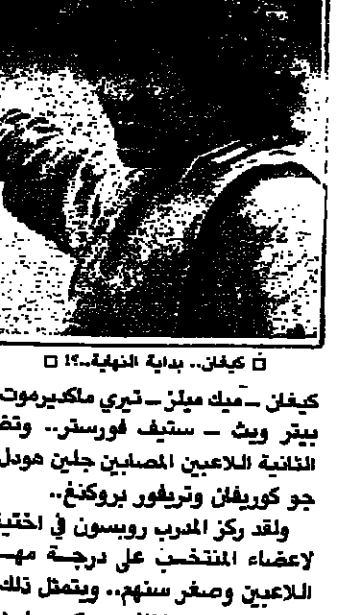 □ كيغان.. بداية النهاية..؟! □
كيغان ـ ميك ميلز ـ تيري ماكديرموت
بيتر ويث ـ ستيف فورستر.. وتض
الثانية اللاعبين المصابين جلين هودل
جو كوريغان وتريفور بروكنغ..
ولقد ركز المدرب روبسون في اختي
لاعضاء المنتخب على درجة مهـ
اللاعبين وصغر سنهم.. ويتمثل ذلك